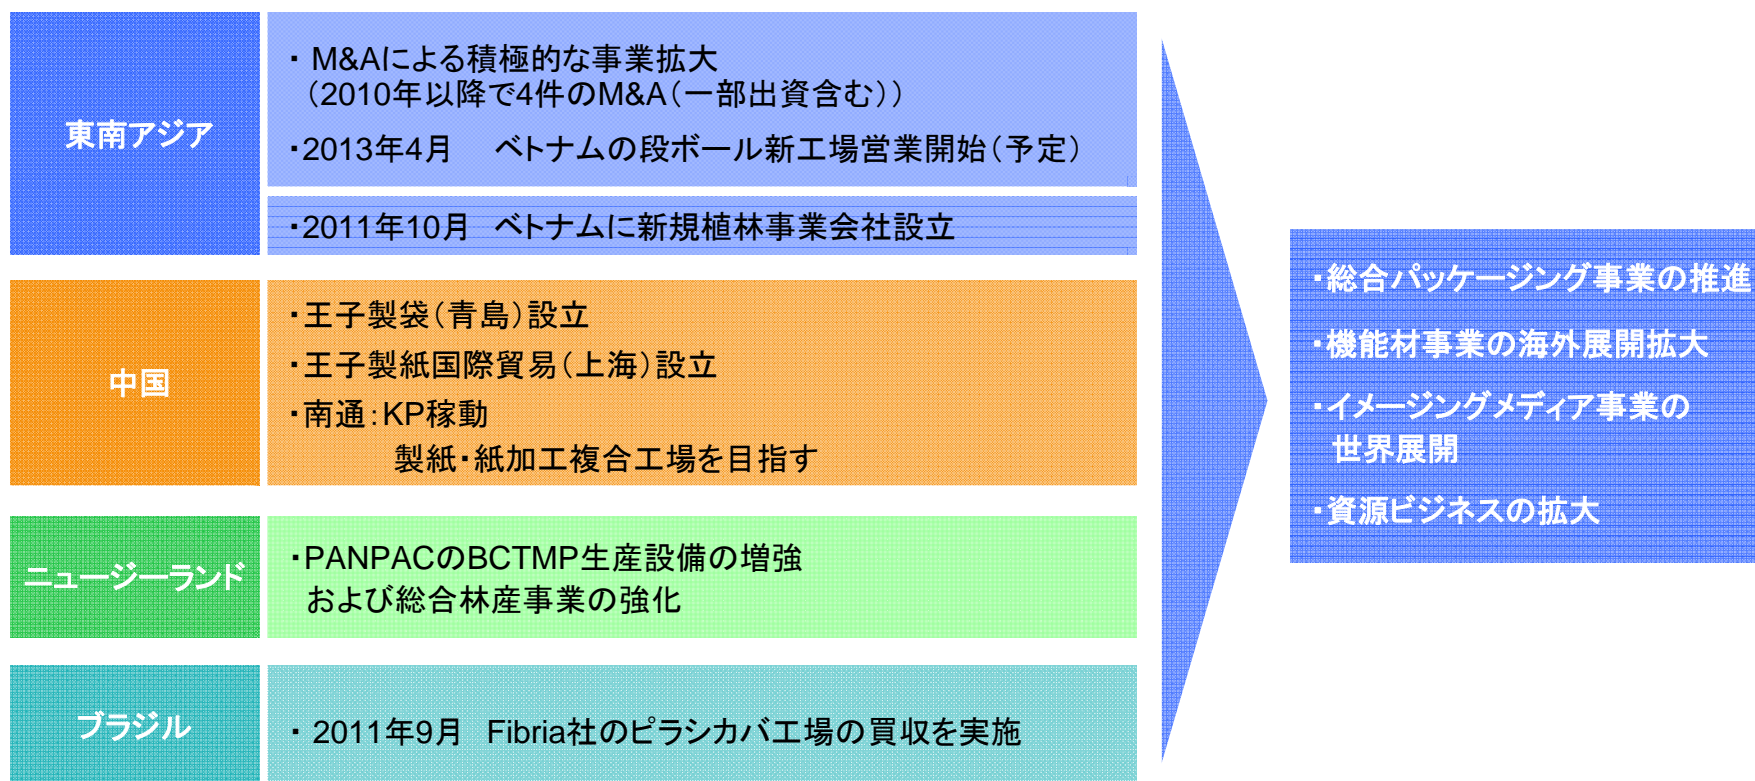 東南アジア
・ M&Aによる積極的な事業拡大
（2010年以降で4件のM&A（一部出資含む））
・2013年4月　ベトナムの段ボール新工場営業開始（予定）
・2011年10月　ベトナムに新規植林事業会社設立
中国
・王子製袋（青島）設立
・王子製紙国際貿易（上海）設立
・南通：KP稼動
製紙・紙加工複合工場を目指す
ニュージーランド
・PANPACのBCTMP生産設備の増強
および総合林産事業の強化
ブラジル
・ 2011年9月　Fibria社のピラシカバ工場の買収を実施
・総合パッケージング事業の推進
・機能材事業の海外展開拡大
・イメージングメディア事業の
世界展開
・資源ビジネスの拡大